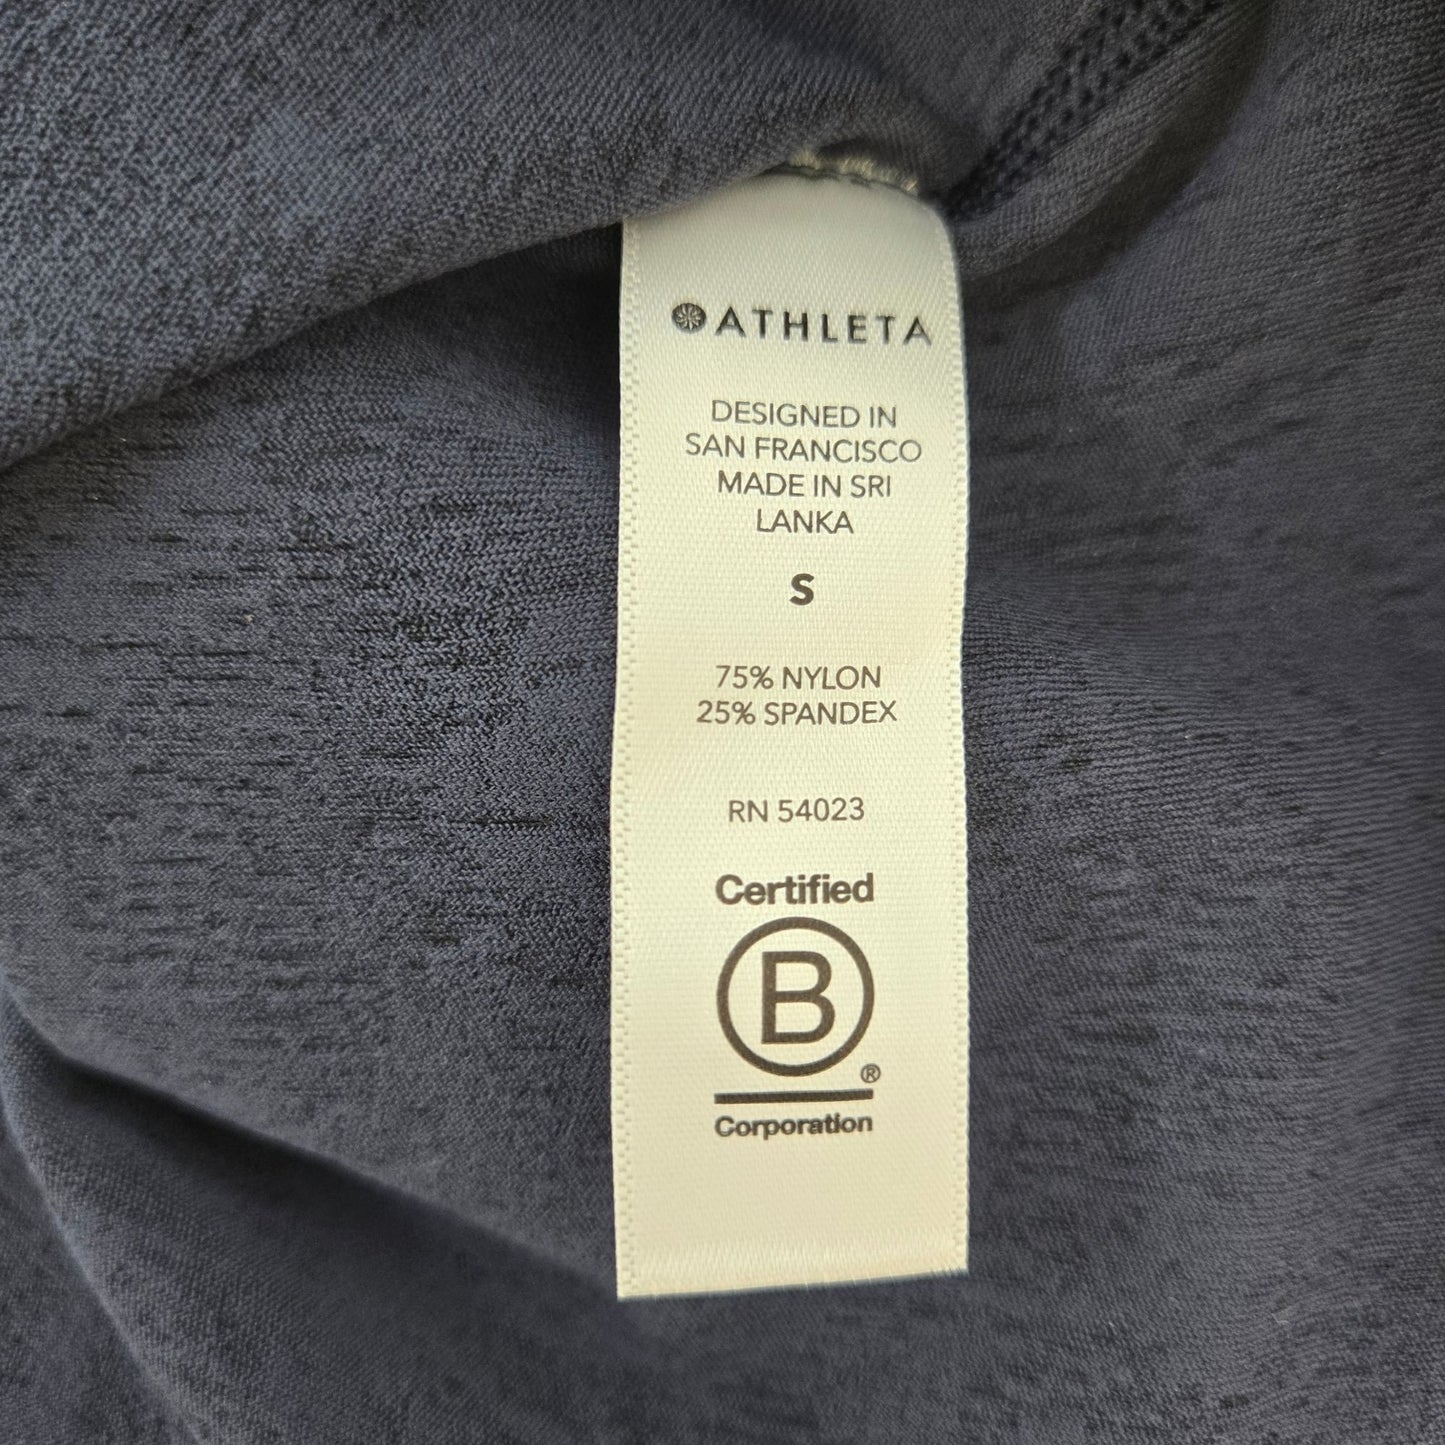 ATHLETA
DESIGNED IN
SAN FRANCISCO
MADE IN SRI
LANKA
S
75% NYLON
25% SPANDEX
RN 54023
Certified
B
®
Corporation